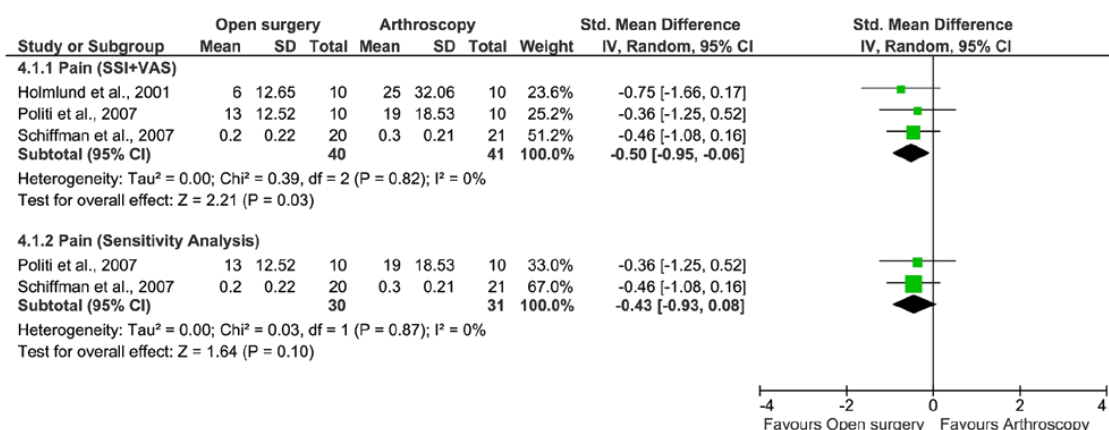 Open surgery Arthroscopy Std. Mean Difference Std. Mean Difference
Study or Subgroup Mean SD Total Mean SD Total Weight IV, Random, 95% CI IV, Random, 95% CI
4.1.1 Pain (SSI+VAS)
Holmlund et al., 2001 6 12.65 10 25 32.06 10 23.6% -0.75 [-1.66, 0.17]
Politi et al., 2007 13 12.52 10 19 18.53 10 25.2% -0.36 [-1.25, 0.52]
Schiffman et al., 2007 0.2 0.22 20 0.3 0.21 21 51.2% -0.46 [-1.08, 0.16]
Subtotal (95% CI) 40 41 100.0% -0.50 [-0.95, -0.06]
Heterogeneity: Tau² = 0.00; Chi² = 0.39, df = 2 (P = 0.82); I² = 0%
Test for overall effect: Z = 2.21 (P = 0.03)
4.1.2 Pain (Sensitivity Analysis)
Politi et al., 2007 13 12.52 10 19 18.53 10 33.0% -0.36 [-1.25, 0.52]
Schiffman et al., 2007 0.2 0.22 20 0.3 0.21 21 67.0% -0.46 [-1.08, 0.16]
Subtotal (95% CI) 30 31 100.0% -0.43 [-0.93, 0.08]
Heterogeneity: Tau² = 0.00; Chi² = 0.03, df = 1 (P = 0.87); I² = 0%
Test for overall effect: Z = 1.64 (P = 0.10)
-4 -2 0 2 4
Favours Open surgery Favours Arthroscopy